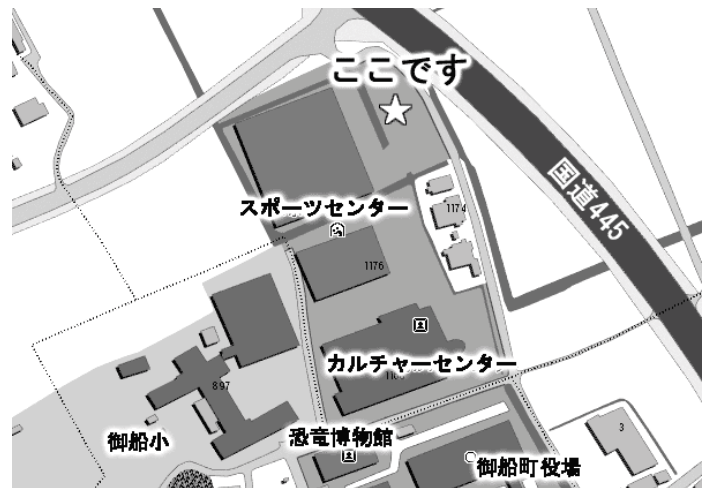 ここです
国道445
スポーツセンター
1174
1176
カルチャーセンター
897
恐竜博物館
3
御船小
御船町役場